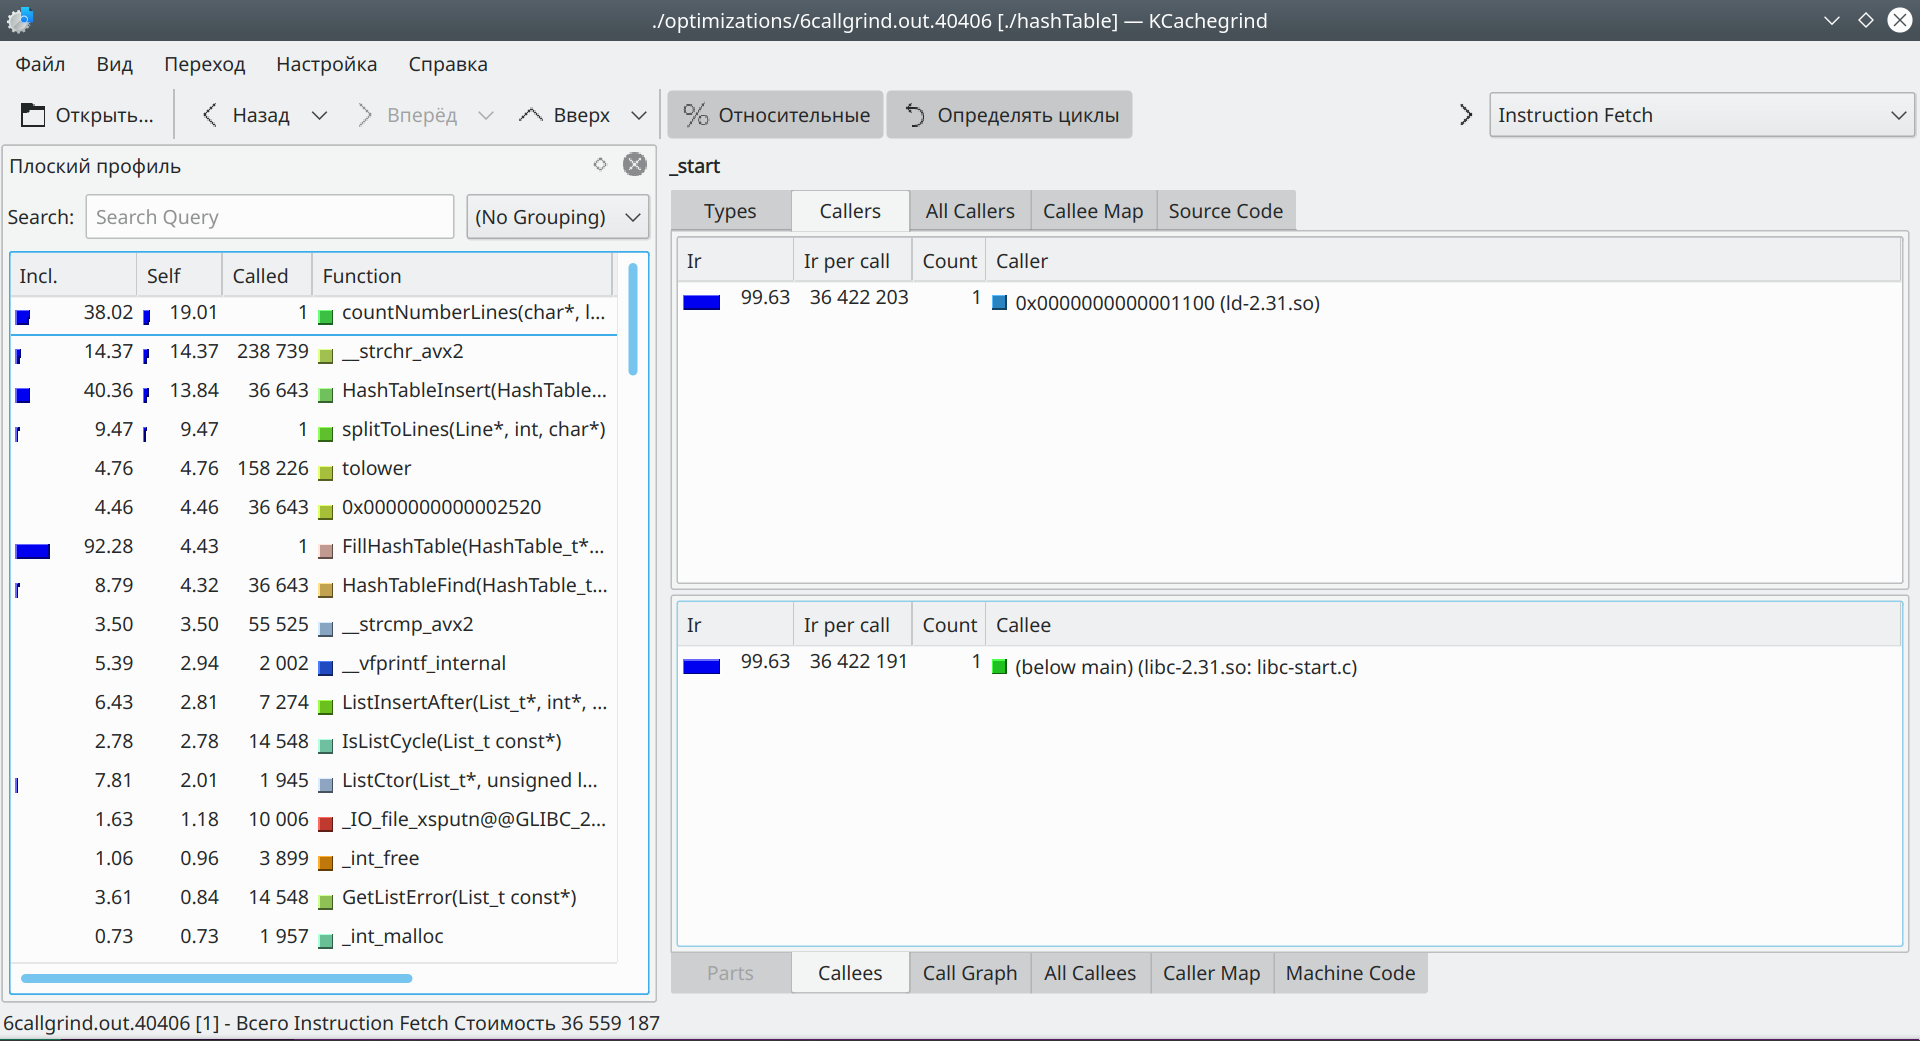 ./optimizations/6callgrind.out.40406 [./hashTable] — KCachegrind
Файл Вид Переход Настройка Справка
Открыть... Назад Вперёд Вверх % Относительные Определять циклы Instruction Fetch
Плоский профиль
Search: Search Query (No Grouping)
Incl. Self Called Function
38.02 19.01 1 countNumberLines(char*, l...
14.37 14.37 238 739 __strchr_avx2
40.36 13.84 36 643 HashTableInsert(HashTable...
9.47 9.47 1 splitToLines(Line*, int, char*)
4.76 4.76 158 226 tolower
4.46 4.46 36 643 0x0000000000002520
92.28 4.43 1 FillHashTable(HashTable_t*...
8.79 4.32 36 643 HashTableFind(HashTable_t...
3.50 3.50 55 525 __strcmp_avx2
5.39 2.94 2 002 __vfprintf_internal
6.43 2.81 7 274 ListInsertAfter(List_t*, int*, ...
2.78 2.78 14 548 IsListCycle(List_t const*)
7.81 2.01 1 945 ListCtor(List_t*, unsigned l...
1.63 1.18 10 006 _IO_file_xsputn@@GLIBC_2...
1.06 0.96 3 899 _int_free
3.61 0.84 14 548 GetListError(List_t const*)
0.73 0.73 1 957 _int_malloc
_start
Types Callers All Callers Callee Map Source Code
Ir Ir per call Count Caller
99.63 36 422 203 1 0x0000000000001100 (ld-2.31.so)
Ir Ir per call Count Callee
99.63 36 422 191 1 (below main) (libc-2.31.so: libc-start.c)
Parts Callees Call Graph All Callees Caller Map Machine Code
6callgrind.out.40406 [1] - Всего Instruction Fetch Стоимость 36 559 187